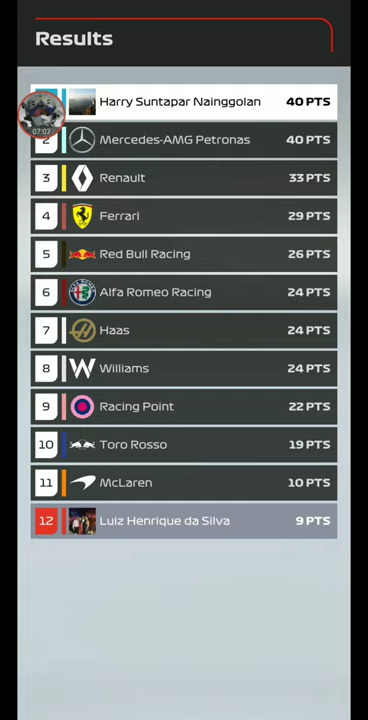 Results
Harry Suntapar Nainggolan 40 PTS
07:07
2 Mercedes-AMG Petronas 40 PTS
3 Renault 33 PTS
4 Ferrari 29 PTS
5 Red Bull Racing 26 PTS
6 Alfa Romeo Racing 24 PTS
7 Haas 24 PTS
8 Williams 24 PTS
9 Racing Point 22 PTS
10 Toro Rosso 19 PTS
11 McLaren 10 PTS
12 Luiz Henrique da Silva 9 PTS